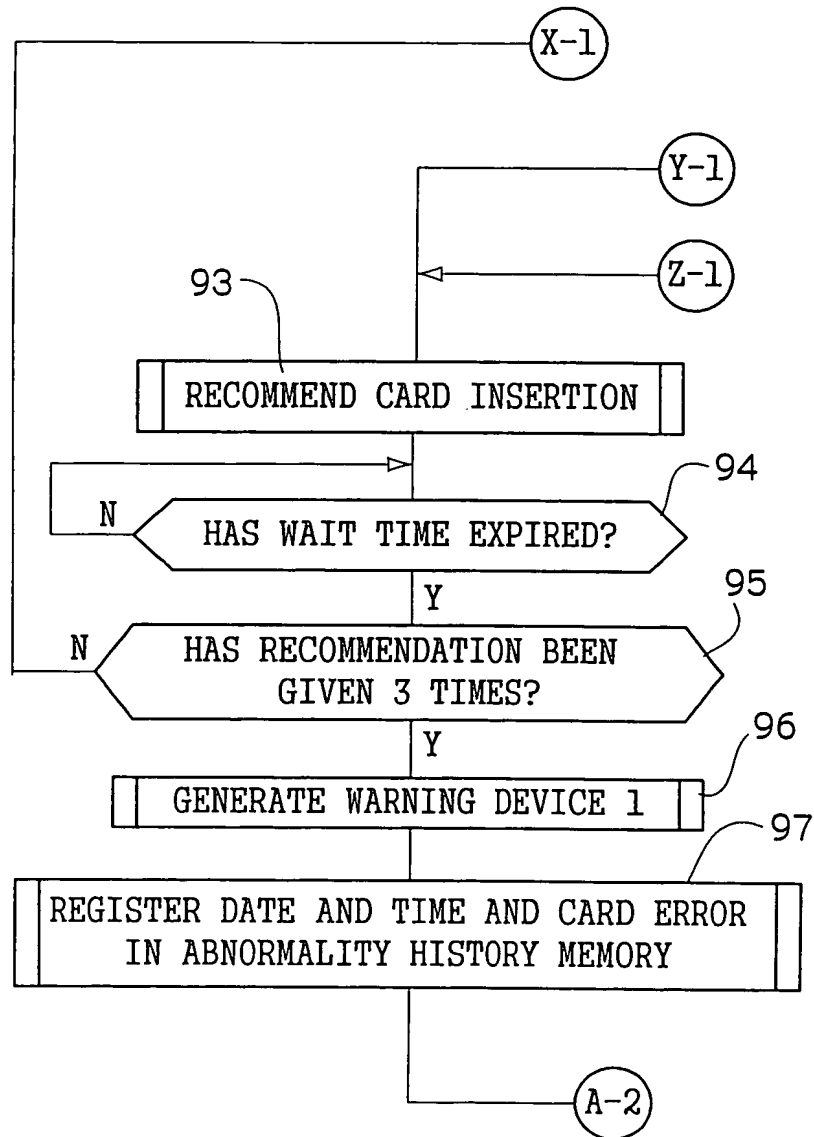 X-1
Y-1
Z-1
93
RECOMMEND CARD INSERTION
94
N
HAS WAIT TIME EXPIRED?
Y
95
N
HAS RECOMMENDATION BEEN
GIVEN 3 TIMES?
Y
96
GENERATE WARNING DEVICE 1
97
REGISTER DATE AND TIME AND CARD ERROR
IN ABNORMALITY HISTORY MEMORY
A-2